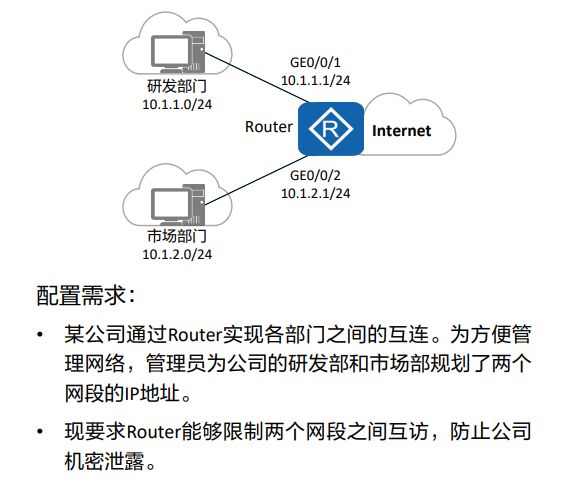 GE0/0/1
10.1.1.1/24
研发部门
10.1.1.0/24
Router
R
Internet
GE0/0/2
10.1.2.1/24
市场部门
10.1.2.0/24
配置需求：
• 某公司通过Router实现各部门之间的互连。为方便管
理网络，管理员为公司的研发部和市场部规划了两个
网段的IP地址。
• 现要求Router能够限制两个网段之间互访，防止公司
机密泄露。